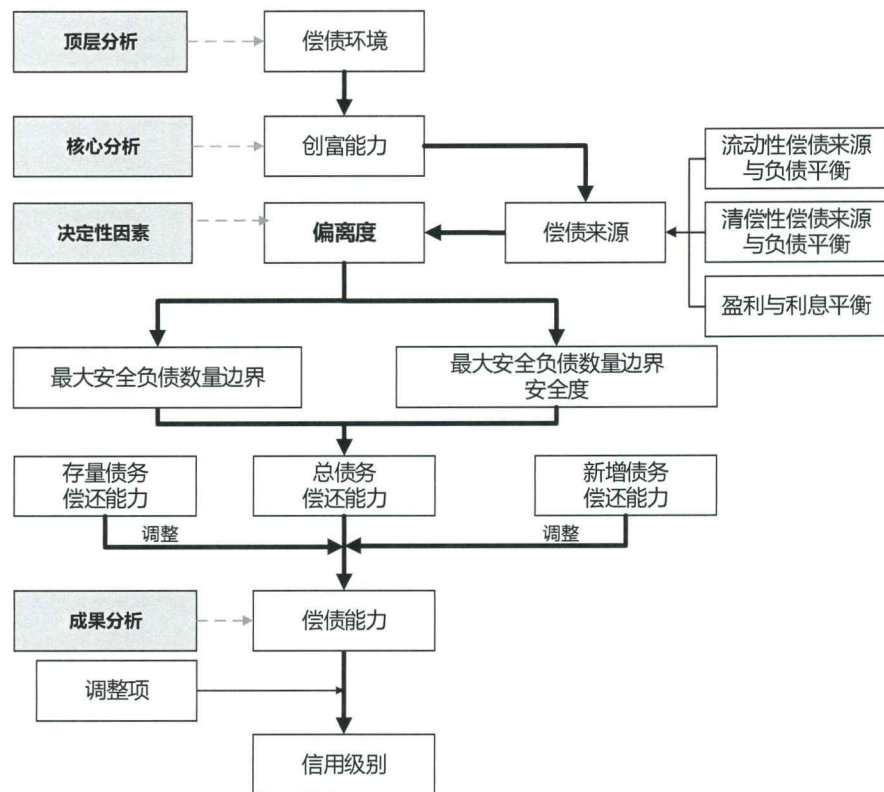 顶层分析
偿债环境
核心分析
创富能力
流动性偿债来源
与负债平衡
决定性因素
偏离度
偿债来源
清偿性偿债来源
与负债平衡
盈利与利息平衡
最大安全负债数量边界
最大安全负债数量边界
安全度
存量债务
偿还能力
总债务
偿还能力
新增债务
偿还能力
调整
调整
成果分析
偿债能力
调整项
信用级别